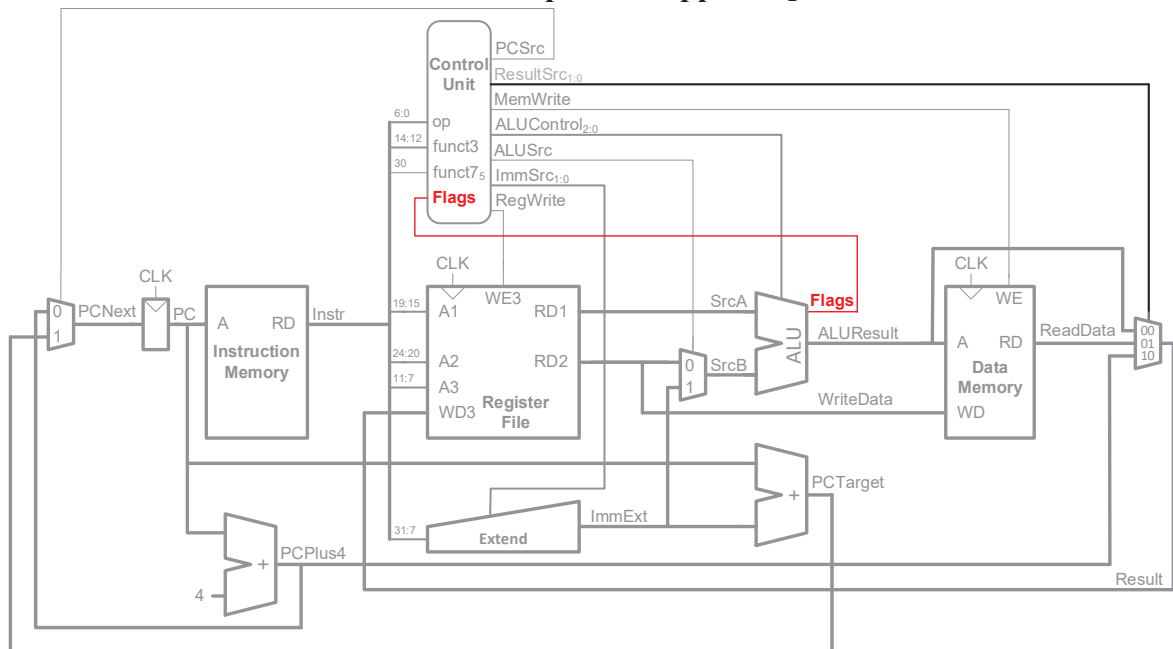 PCSrc
Control
Unit
ResultSrc1:0
MemWrite
6:0
op
ALUControl2:0
14:12
funct3
ALUSrc
30
funct75
ImmSrc1:0
Flags
RegWrite
CLK
CLK
CLK
0
1
PCNext
PC
A
RD
Instruction
Memory
Instr
19:15
A1
WE3
RD1
SrcA
Flags
WE
24:20
A2
RD2
0
1
SrcB
ALU
ALUResult
A
RD
ReadData
00
01
10
11:7
A3
Data
Memory
WD3
Register
File
WriteData
WD
+
PCTarget
31:7
Extend
ImmExt
+
PCPlus4
4
Result